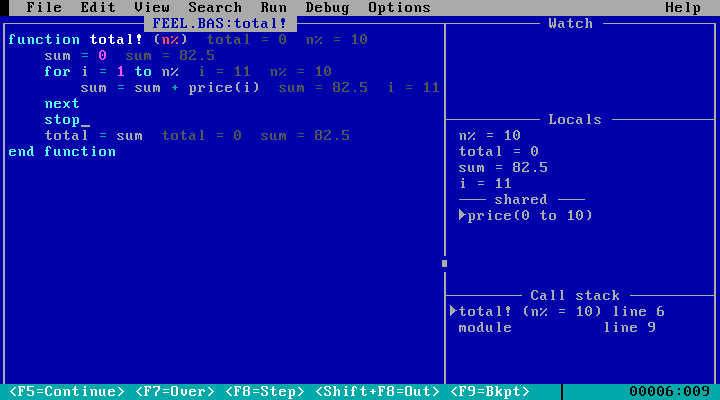 File Edit View Search Run Debug Options Help
FEEL.BAS:total!
function total! (n%) total = 0 n% = 10
sum = 0 sum = 82.5
for i = 1 to n% i = 11 n% = 10
sum = sum + price(i) sum = 82.5 i = 11
next
stop_
total = sum total = 0 sum = 82.5
end function
Watch
Locals
n% = 10
total = 0
sum = 82.5
i = 11
shared
▶price(0 to 10)
Call stack
▶total! (n% = 10) line 6
module line 9
<F5=Continue> <F7=Over> <F8=Step> <Shift+F8=Out> <F9=Bkpt> 00006:009